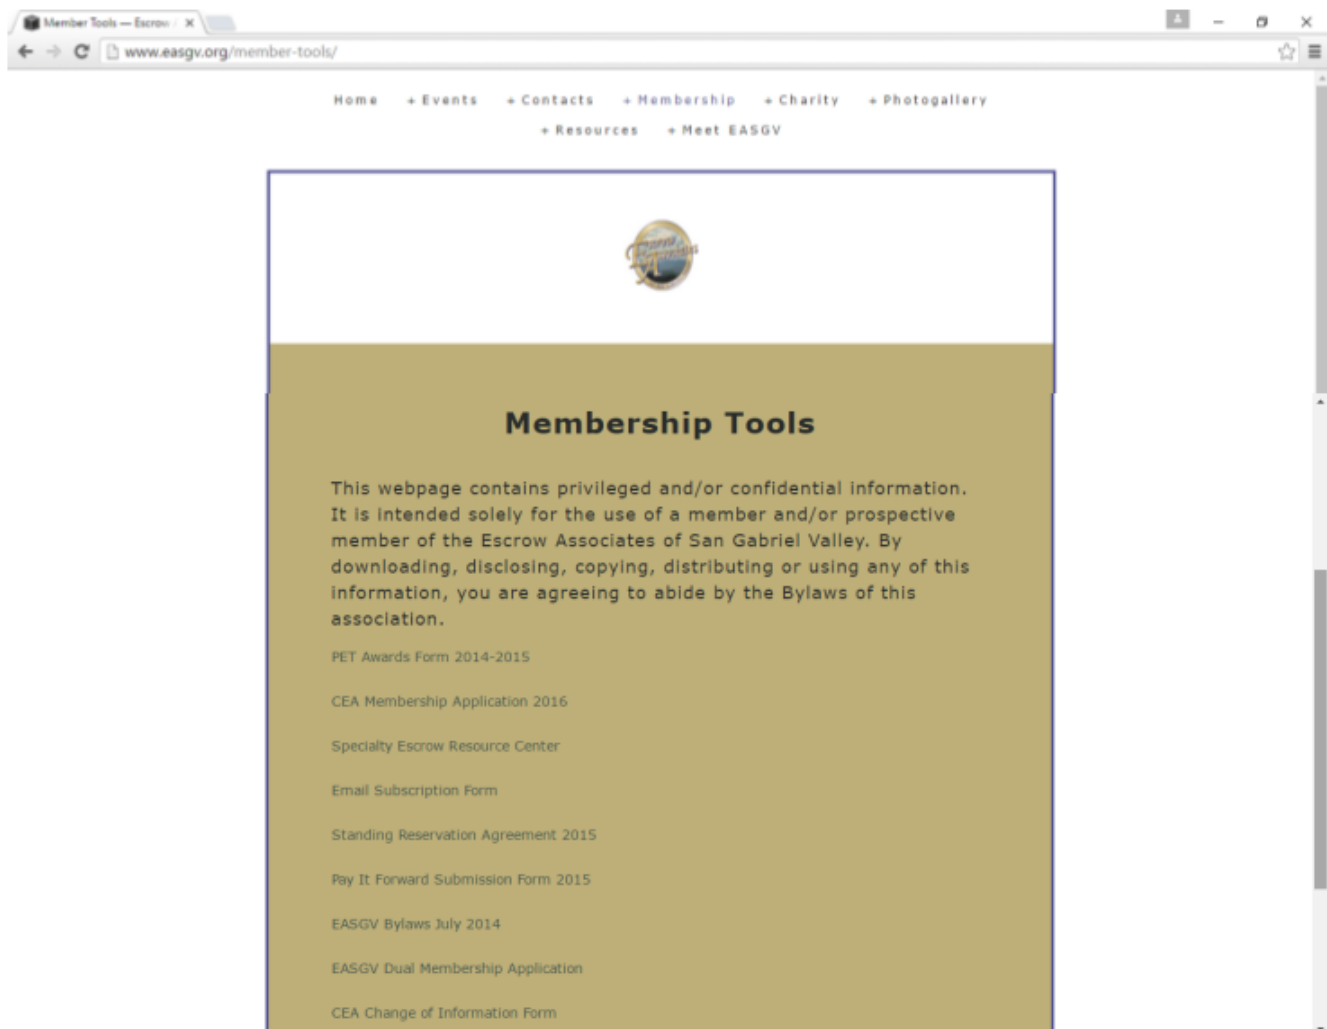 Member Tools — Escrow
www.easgv.org/member-tools/
Home + Events + Contacts + Membership + Charity + Photogallery
+ Resources + Meet EASGV
Membership Tools
This webpage contains privileged and/or confidential information.
It is intended solely for the use of a member and/or prospective
member of the Escrow Associates of San Gabriel Valley. By
downloading, disclosing, copying, distributing or using any of this
information, you are agreeing to abide by the Bylaws of this
association.
PET Awards Form 2014-2015
CEA Membership Application 2016
Specialty Escrow Resource Center
Email Subscription Form
Standing Reservation Agreement 2015
Pay It Forward Submission Form 2015
EASGV Bylaws July 2014
EASGV Dual Membership Application
CEA Change of Information Form